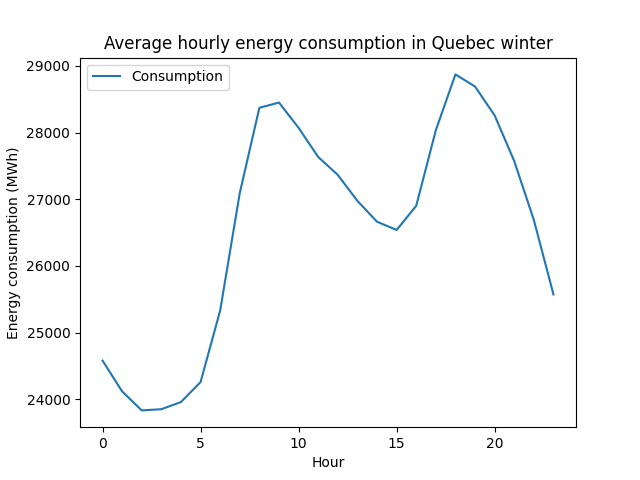 Average hourly energy consumption in Quebec winter
Consumption
29000
28000
27000
26000
25000
24000
Energy consumption (MWh)
0 5 10 15 20
Hour